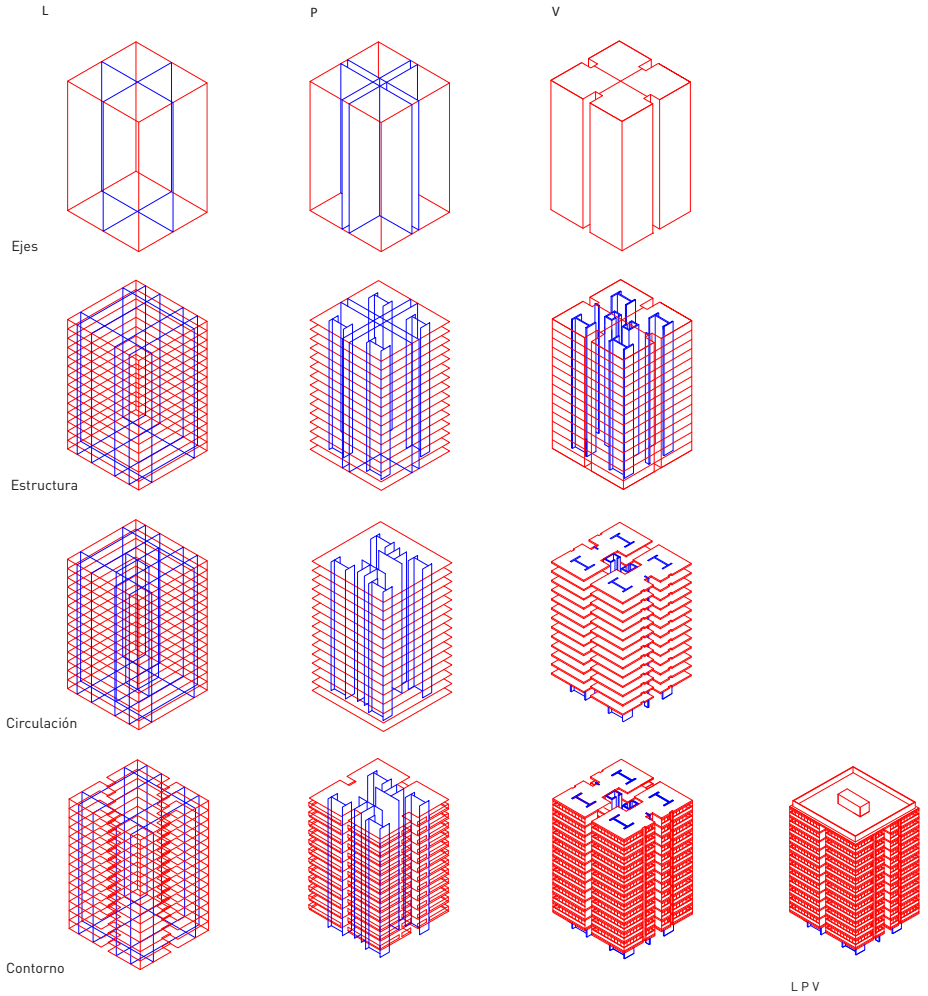 L P V
Ejes
Estructura
Circulación
Contorno
L P V